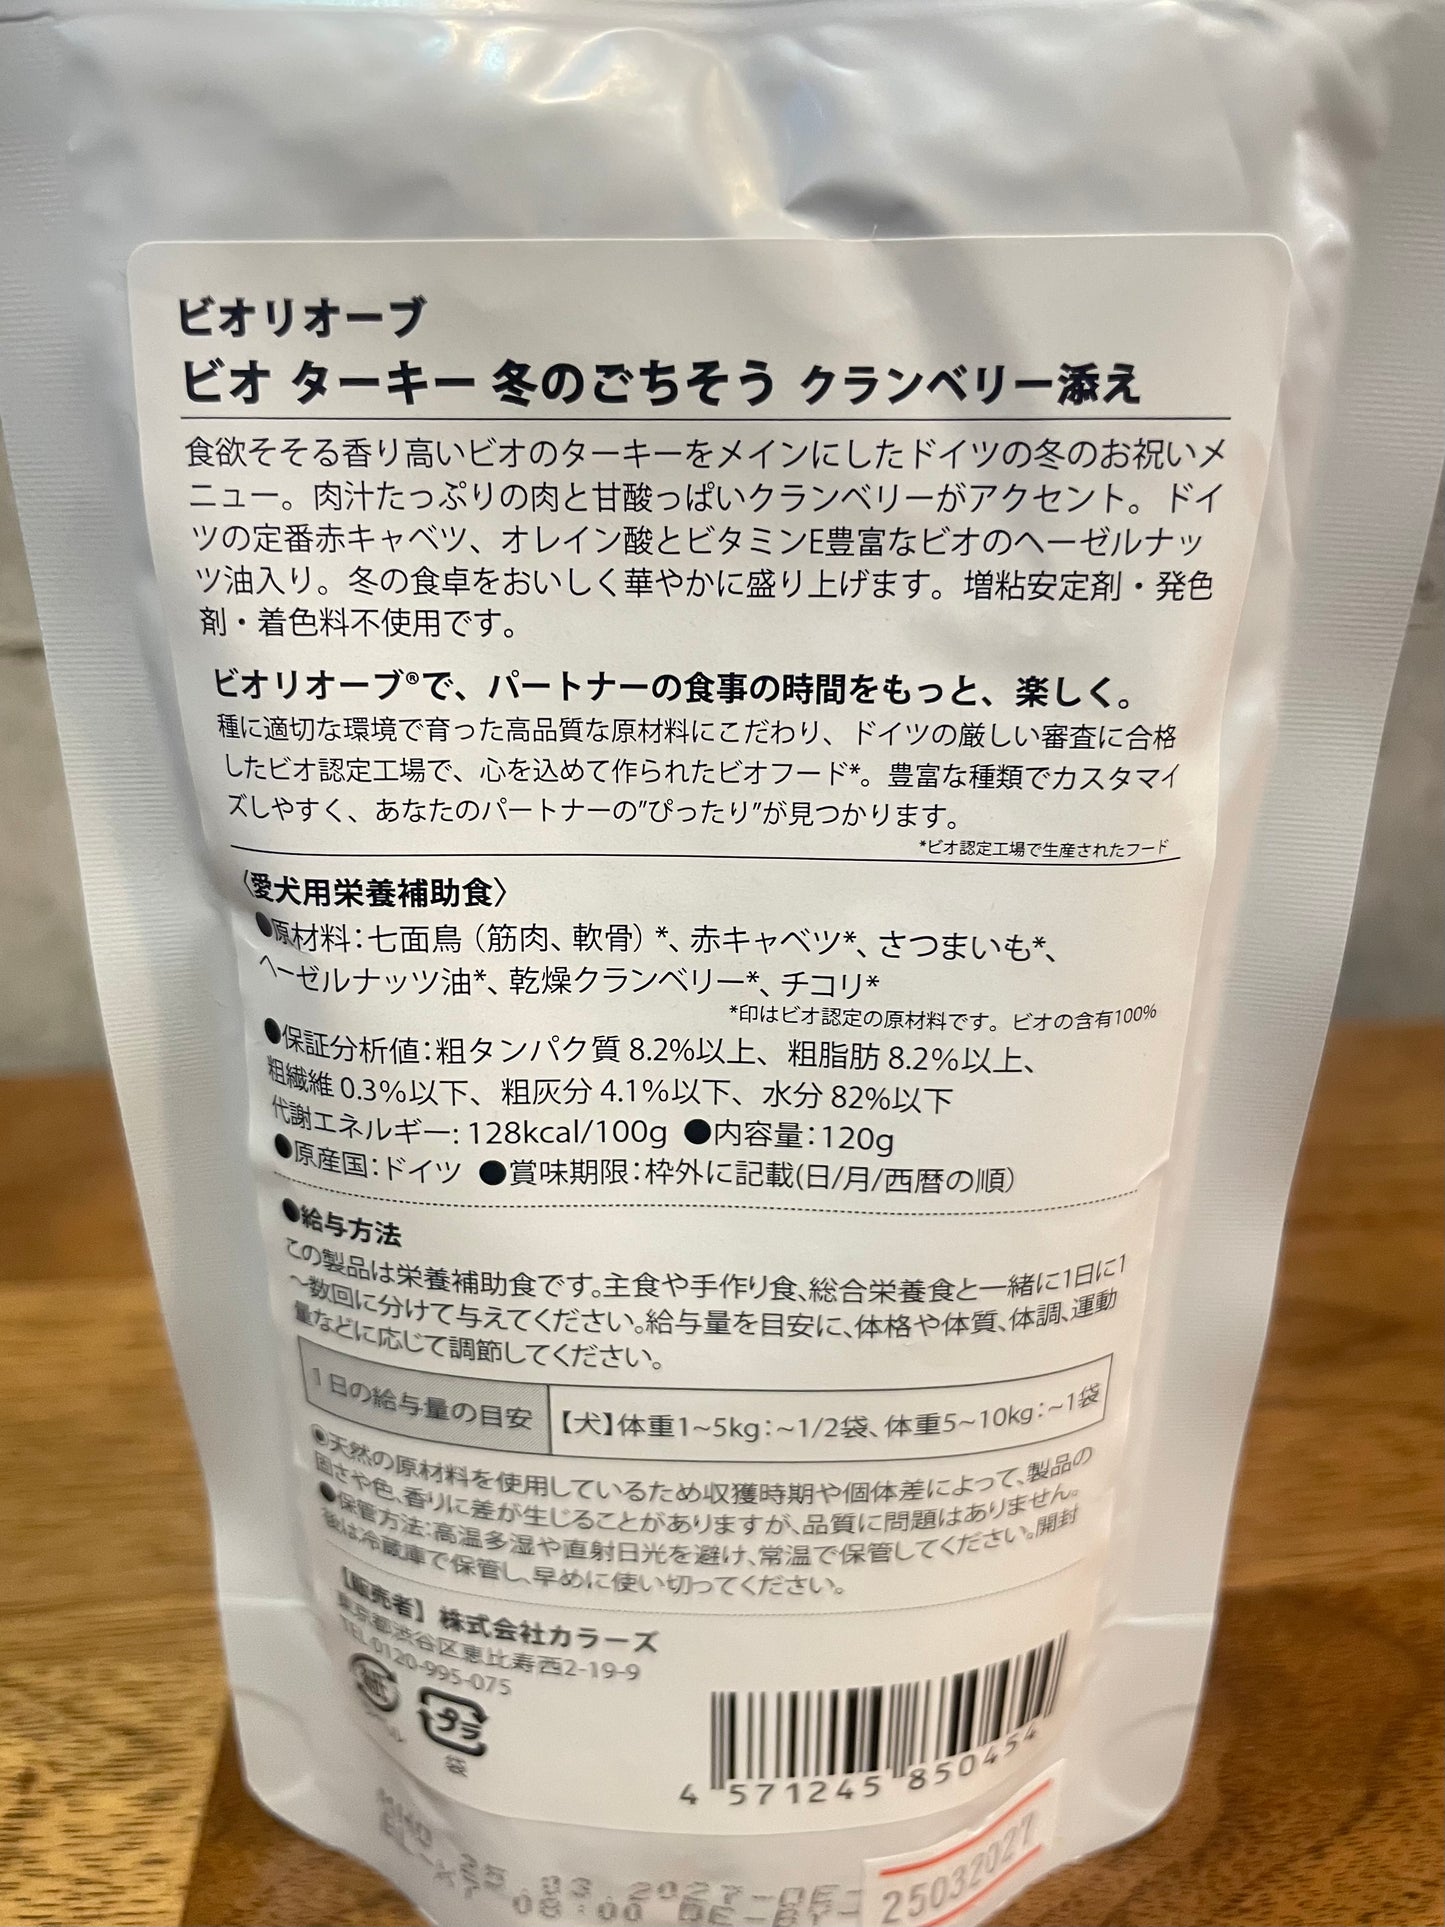 ビオリオーブ
ビオ ターキー 冬のごちそう クランベリー添え
食欲そそる香り高いビオのターキーをメインにしたドイツの冬のお祝いメ
ニュー。肉汁たっぷりの肉と甘酸っぱいクランベリーがアクセント。ドイ
ツの定番赤キャベツ、オレイン酸とビタミンE豊富なビオのヘーゼルナッ
ツ油入り。冬の食卓をおいしく華やかに盛り上げます。増粘安定剤・発色
剤・着色料不使用です。
ビオリオーブ®で、パートナーの食事の時間をもっと、楽しく。
種に適切な環境で育った高品質な原材料にこだわり、ドイツの厳しい審査に合格
したビオ認定工場で、心を込めて作られたビオフード*。豊富な種類でカスタマイ
ズしやすく、あなたのパートナーの"ぴったり"が見つかります。
*ビオ認定工場で生産されたフード
〈愛犬用栄養補助食〉
●原材料：七面鳥（筋肉、軟骨）*、赤キャベツ*、さつまいも*、
ヘーゼルナッツ油*、乾燥クランベリー*、チコリ*
*印はビオ認定の原材料です。ビオの含有100%
●保証分析値：粗タンパク質 8.2%以上、粗脂肪 8.2%以上、
粗繊維 0.3%以下、粗灰分 4.1%以下、水分 82%以下
代謝エネルギー: 128kcal/100g ●内容量：120g
●原産国：ドイツ ●賞味期限：枠外に記載(日/月/西暦の順)
●給与方法
この製品は栄養補助食です。主食や手作り食、総合栄養食と一緒に1日に1
～数回に分けて与えてください。給与量を目安に、体格や体質、体調、運動
量などに応じて調節してください。
1日の給与量の目安 【犬】体重1~5kg：~1/2袋、体重5~10kg：~1袋
●天然の原材料を使用しているため収獲時期や個体差によって、製品の
固さや色、香りに差が生じることがありますが、品質に問題はありません。
●保管方法：高温多湿や直射日光を避け、常温で保管してください。開封
後は冷蔵庫で保管し、早めに使い切ってください。
【販売者】株式会社カラーズ
東京都渋谷区恵比寿西2-19-9
TEL 0120-995-075
プラ
袋
4 571245 850454
25.03.2027
08:00
25032027